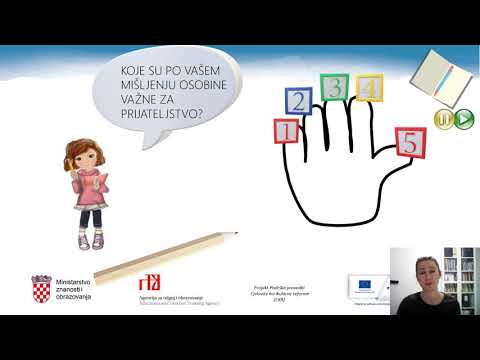 KOJE SU PO VAŠEM
MIŠLJENJU OSOBINE
VAŽNE ZA
PRIJATELJSTVO?
1
2
3
4
5
Ministarstvo
znanosti i
obrazovanja
Agencija za odgoj i obrazovanje
Education and Teacher Training Agency
Projekt Podrška provedbi
Cjelovite kurikularne reforme
(CKR)